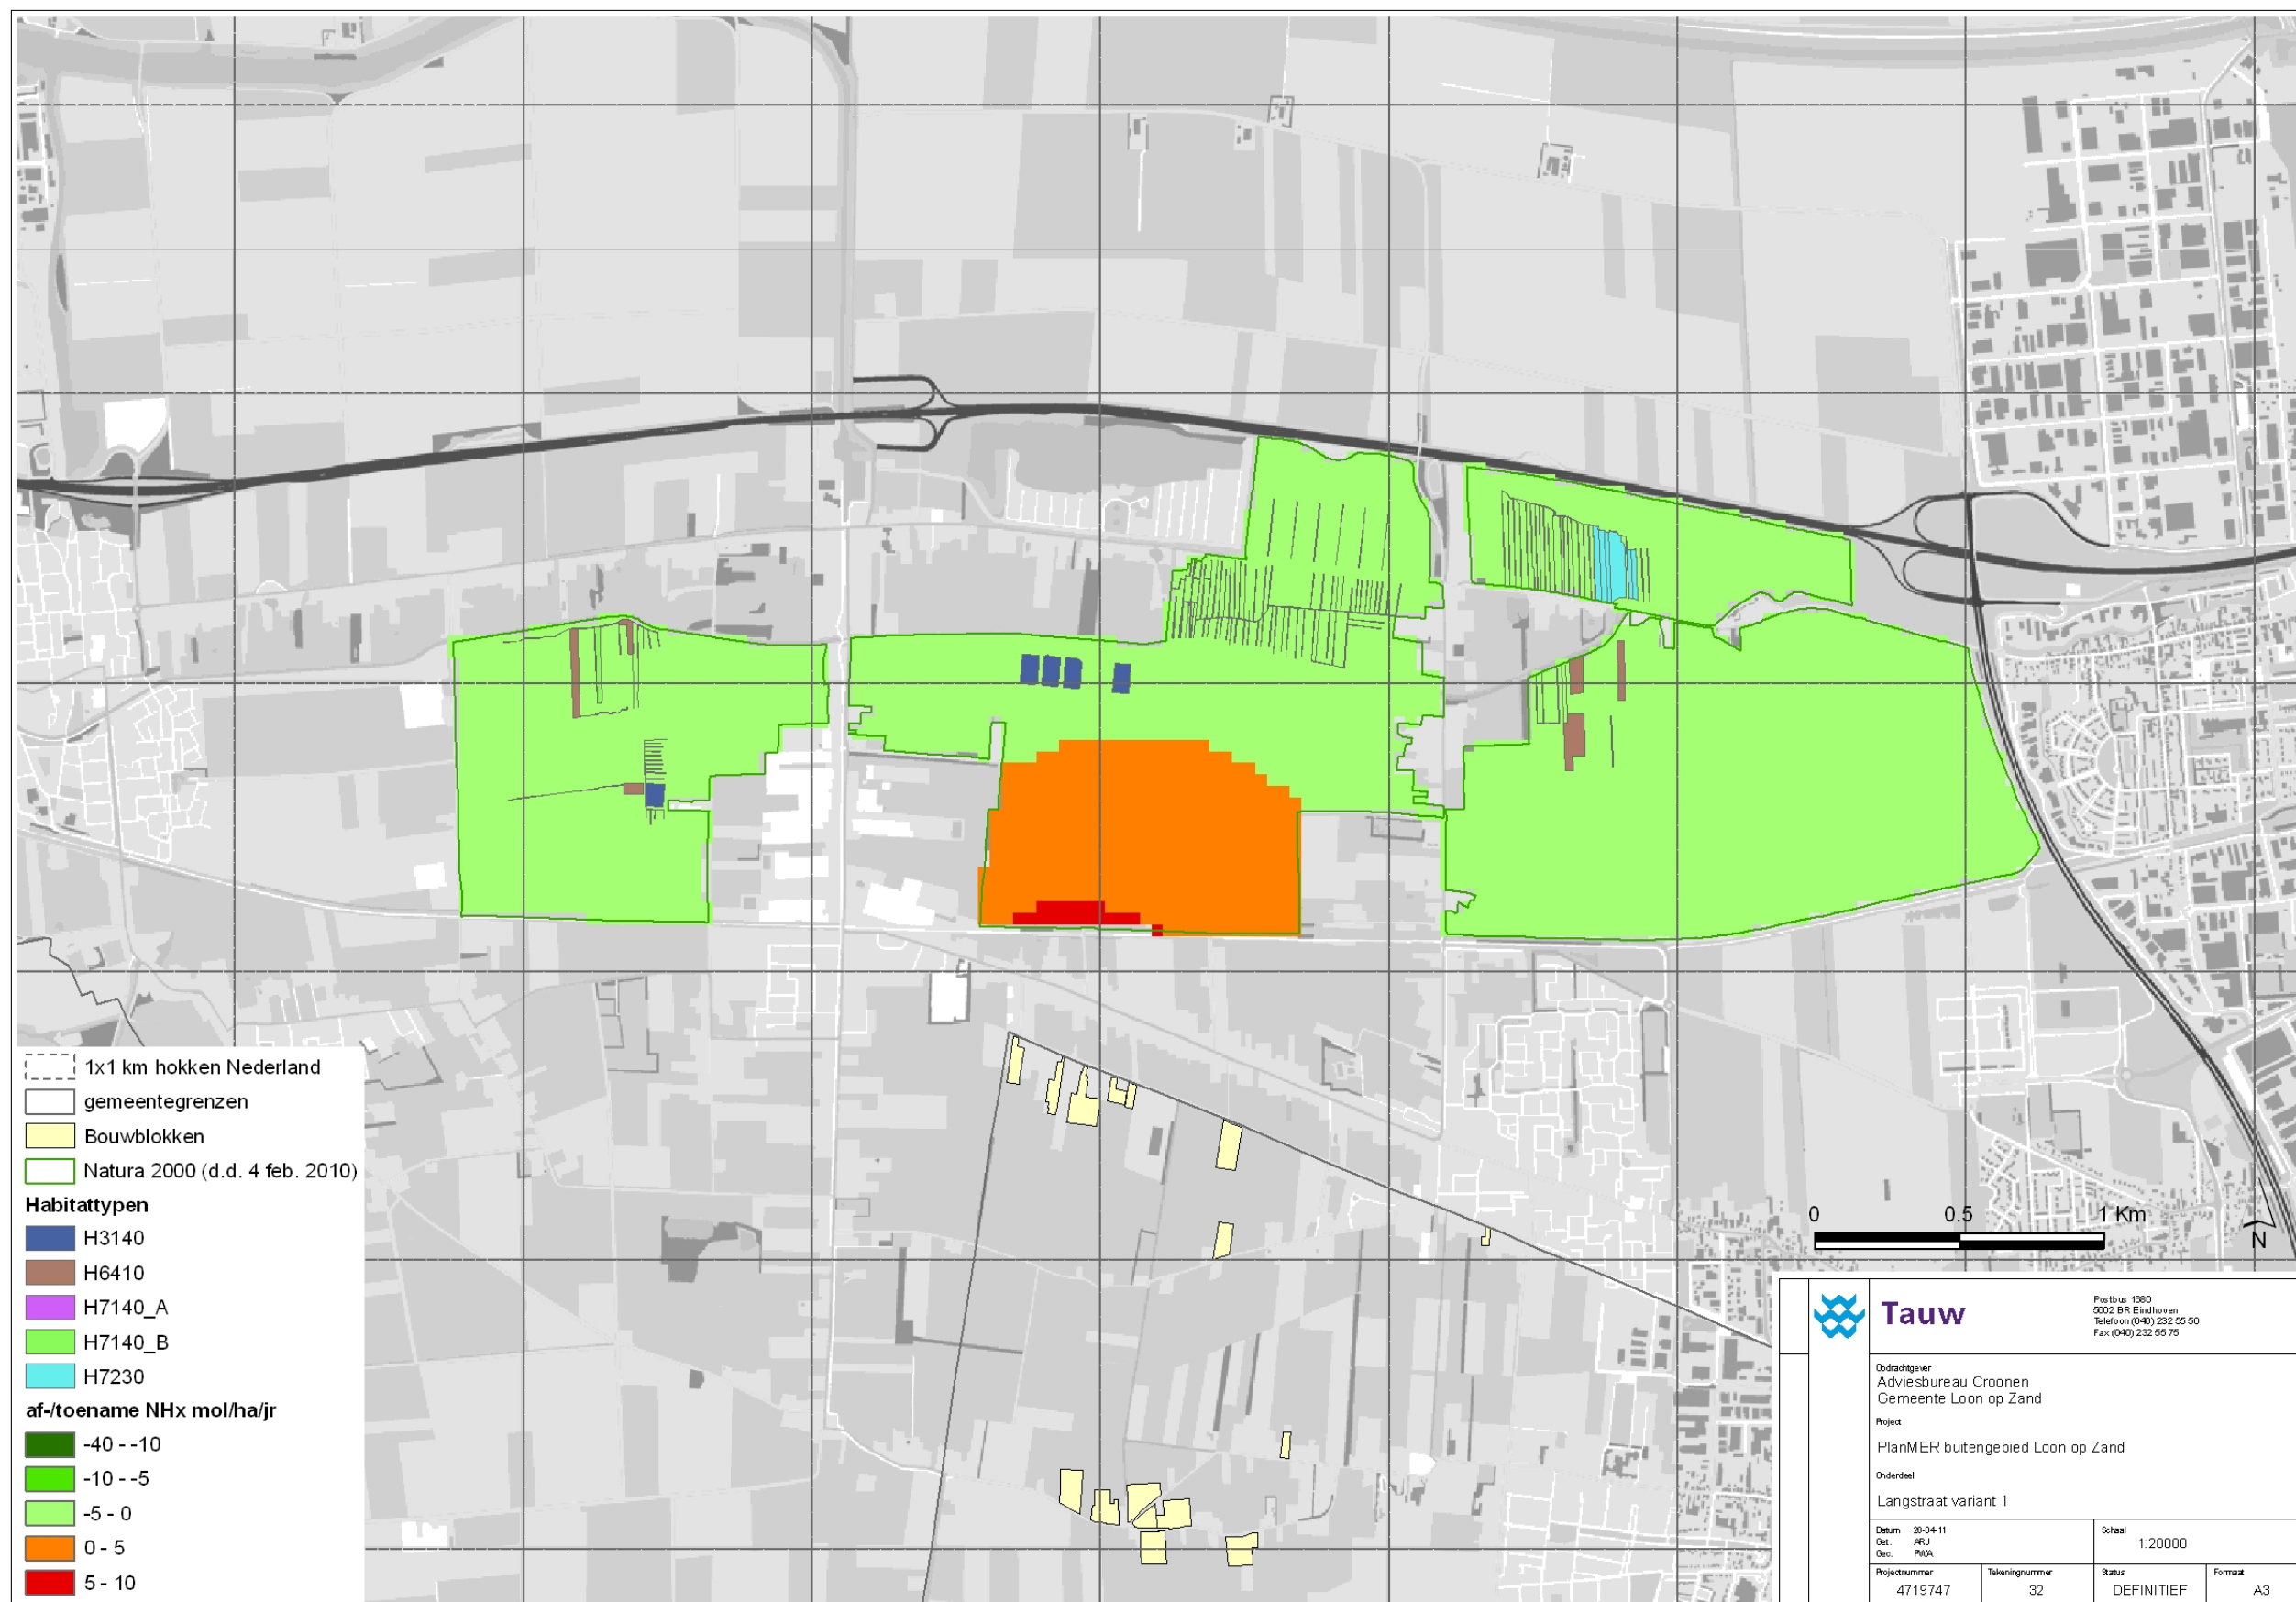 1x1 km hokken Nederland
gemeentegrenzen
Bouwblokken
Natura 2000 (d.d. 4 feb. 2010)
Habitattypen
H3140
H6410
H7140_A
H7140_B
H7230
af-/toename NHx mol/ha/jr
-40 - -10
-10 - -5
-5 - 0
0 - 5
5 - 10
0 0.5 1 Km
N
Tauw
Postbus 1680
5602 BR Eindhoven
Telefoon (040) 232 55 50
Fax (040) 232 55 75
Opdrachtgever
Adviesbureau Croonen
Gemeente Loon op Zand
Project
PlanMER buitengebied Loon op Zand
Onderdeel
Langstraat variant 1
Datum 28-04-11
Get. ARJ
Gec. PWA
Schaal
1:20000
Projectnummer
4719747
Tekeningnummer
32
Status
DEFINITIEF
Formaat
A3